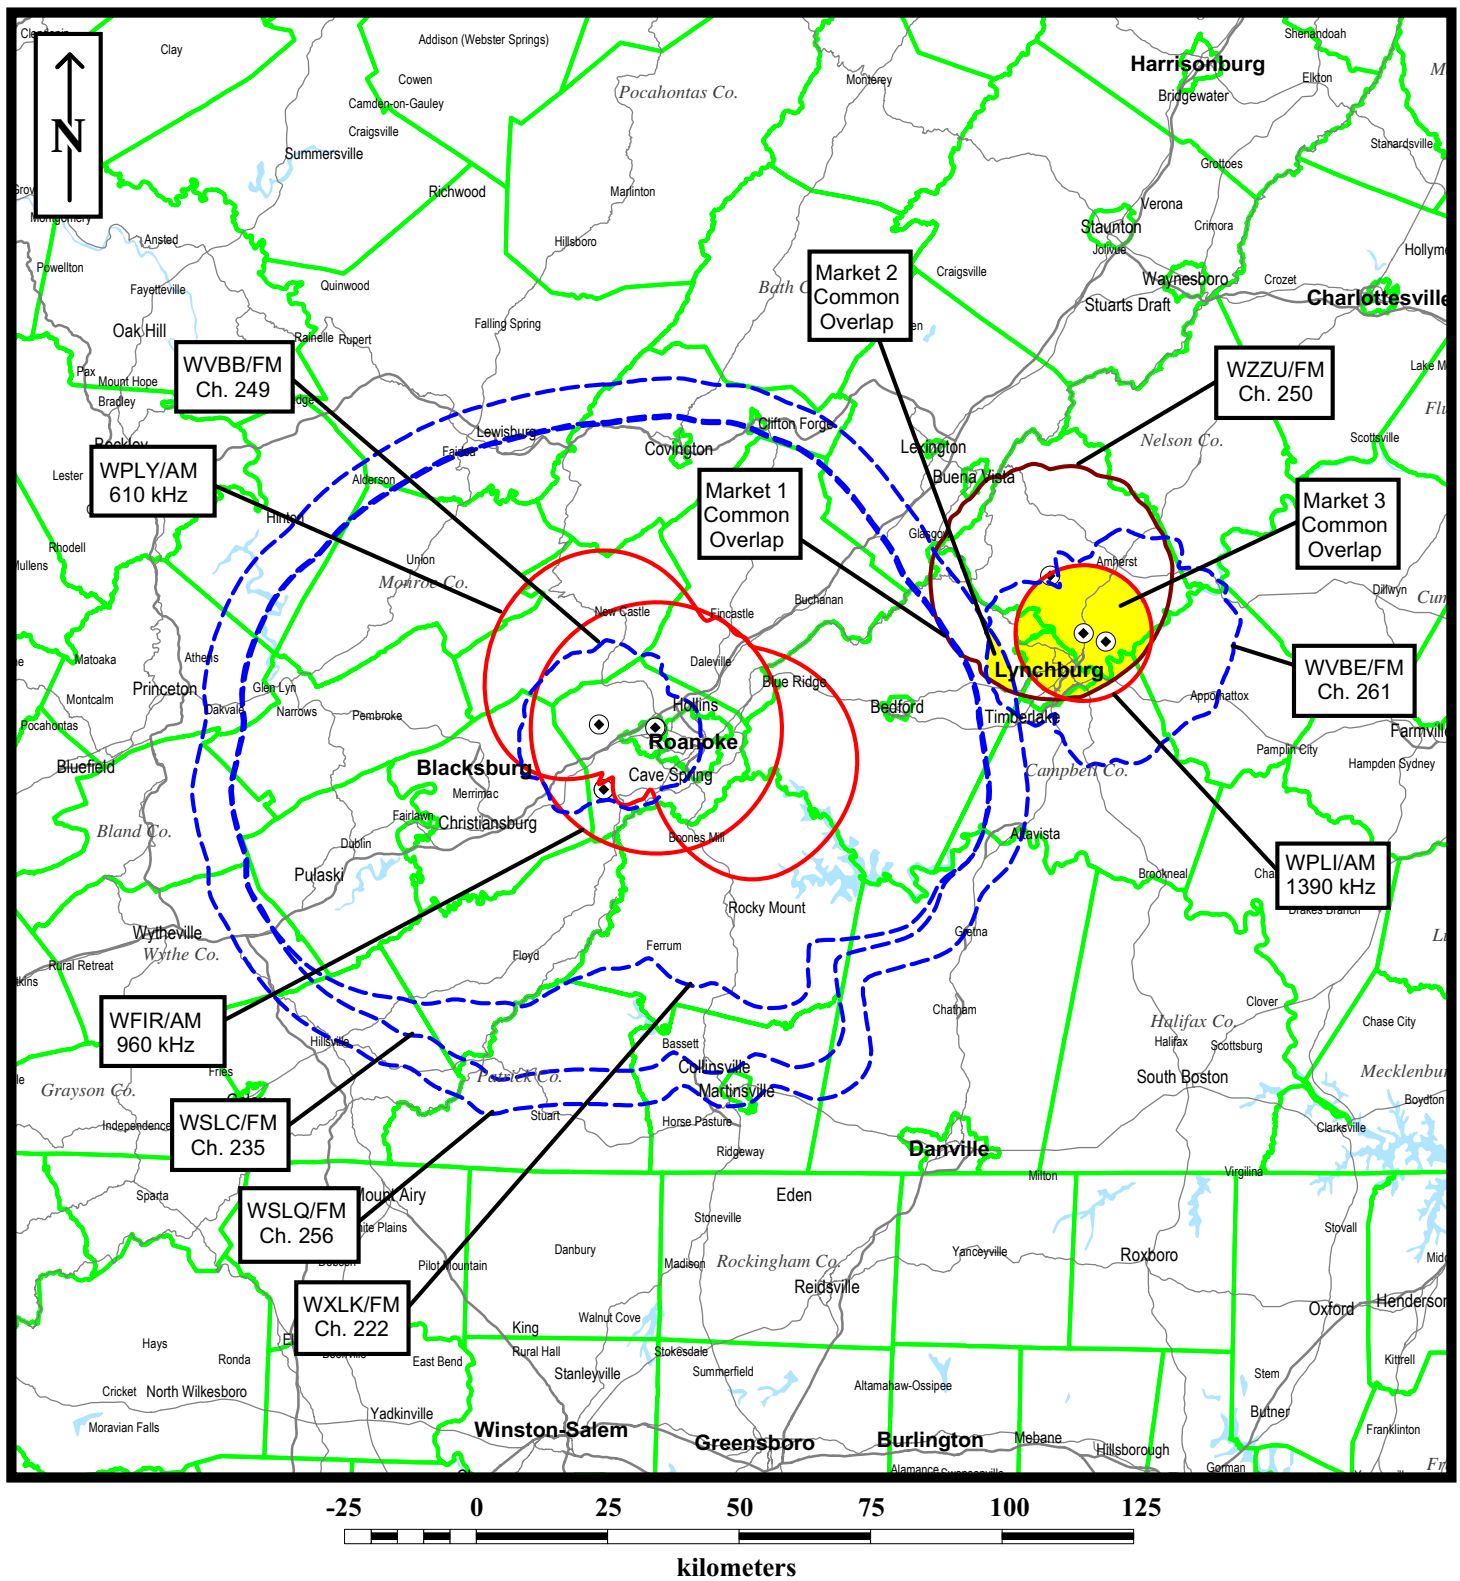 Shenandoah
Clay
Addison (Webster Springs)
Harrisonburg
Elkton
Cowen
Monterey
Pocahontas Co.
Bridgewater
Camden-on-Gauley
Craigsville
N
Summersville
Stanardsville
Grottoes
Richwood
Marlinton
Verona
Staunton
Crimora
Ansted
Hillsboro
Jolivue
Powellton
Craigsville
Market 2
Common
Overlap
Waynesboro
Crozet
Fayetteville
Quinwood
Stuarts Draft
Charlottesville
Oak Hill
Falling Spring
Rainelle
Rupert
WVBB/FM
Ch. 249
WZZU/FM
Ch. 250
Pax
Mount Hope
Bradley
Clifton Forge
Lewisburg
Nelson Co.
Scottsville
Covington
Lexington
Lester
WPLY/AM
610 kHz
Alderson
Buena Vista
Market 1
Common
Overlap
Market 3
Common
Overlap
Hinton
Glasgow
Rhodell
Union
Monroe Co.
Amherst
Dillwyn
Buchanan
New Castle
Fincastle
Matoaka
Athens
Daleville
WVBE/FM
Ch. 261
Princeton
Glen Lyn
Blue Ridge
Lynchburg
Montcalm
Oakvale
Narrows
Pembroke
Hollins
Bedford
Timberlake
Appomattox
Pocahontas
Roanoke
Farmville
Pamplin City
Bluefield
Blacksburg
Cave Spring
Campbell Co.
Hampden Sydney
Merrimac
Fairlawn
Christiansburg
Bland Co.
Dublin
Boones Mill
Altavista
WPLI/AM
1390 kHz
Pulaski
Brookneal
Rocky Mount
Drakes Branch
Wytheville
Wythe Co.
Gretna
Ferrum
Floyd
Rural Retreat
Clover
Chatham
WFIR/AM
960 kHz
Halifax Co.
Chase City
Hillsville
Bassett
Halifax
Scottsburg
Fries
Collinsville
Grayson Co.
Patrick Co.
Martinsville
South Boston
Boydton
Stuart
Horse Pasture
Independence
WSLC/FM
Ch. 235
Clarksville
Danville
Ridgeway
Virgilina
Milton
Sparta
Eden
WSLQ/FM
Ch. 256
Stoneville
Stovall
Danbury
Yanceyville
Roxboro
Pilot Mountain
Madison
Rockingham Co.
Reidsville
WXLK/FM
Ch. 222
Oxford
Walnut Cove
King
Hays
Rural Hall
Stokesdale
Ronda
East Bend
Kittrell
Stanleyville
Summerfield
Stem
Cricket
North Wilkesboro
Altamahaw-Ossipee
Yadkinville
Butner
Moravian Falls
Winston-Salem
Franklinton
Greensboro
Burlington
Mebane
Hillsborough
Gorman
Alamance
-25 0 25 50 75 100 125
kilometers